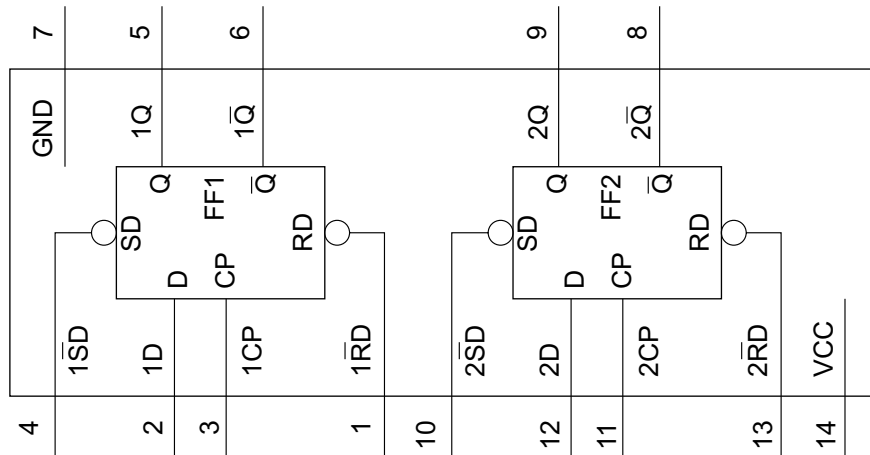 7
5
6
9
8
GND
1Q
1Q̅
2Q
2Q̅
Q
FF1
Q̅
Q
FF2
Q̅
SD
RD
SD
RD
D
CP
D
CP
1S̅D
1D
1CP
1R̅D
2S̅D
2D
2CP
2R̅D
VCC
4
2
3
1
10
12
11
13
14